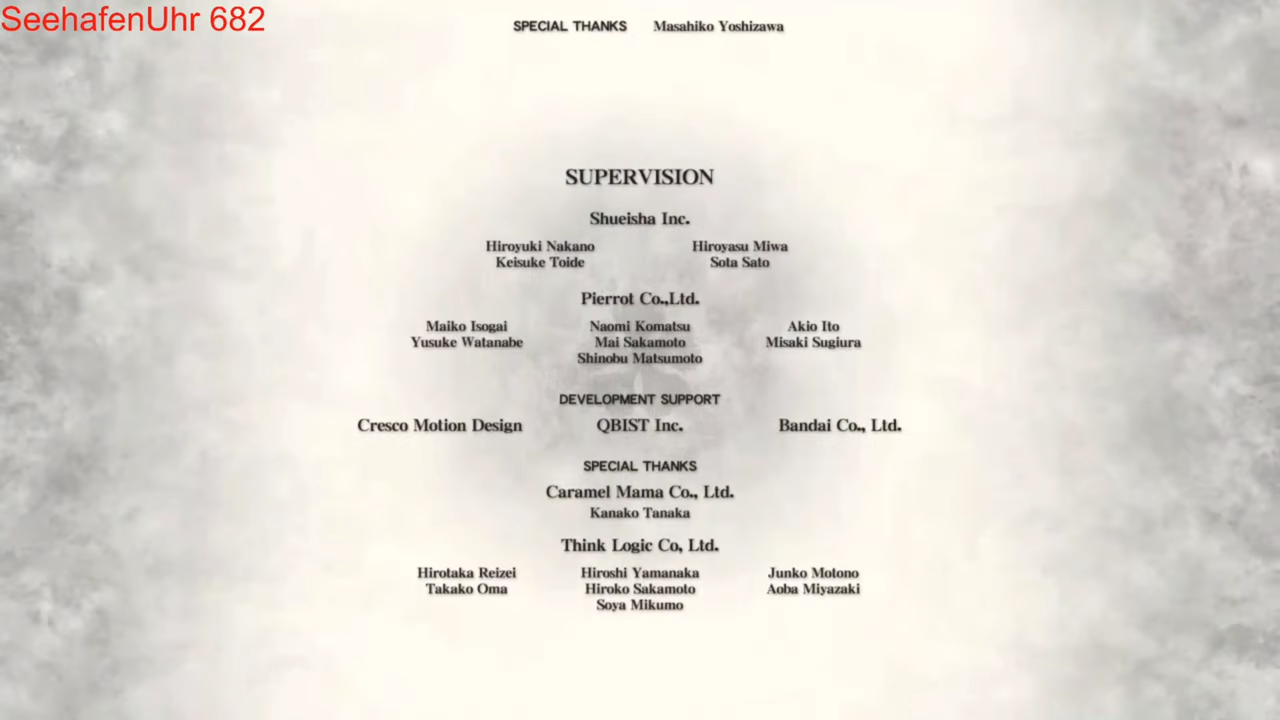 SeehafenUhr 682
SPECIAL THANKS Masahiko Yoshizawa
SUPERVISION
Shueisha Inc.
Hiroyuki Nakano Hiroyasu Miwa
Keisuke Toide Sota Sato
Pierrot Co.,Ltd.
Maiko Isogai Naomi Komatsu Akio Ito
Yusuke Watanabe Mai Sakamoto Misaki Sugiura
Shinobu Matsumoto
DEVELOPMENT SUPPORT
Cresco Motion Design QBIST Inc. Bandai Co., Ltd.
SPECIAL THANKS
Caramel Mama Co., Ltd.
Kanako Tanaka
Think Logic Co, Ltd.
Hirotaka Reizei Hiroshi Yamanaka Junko Motono
Takako Oma Hiroko Sakamoto Aoba Miyazaki
Soya Mikumo